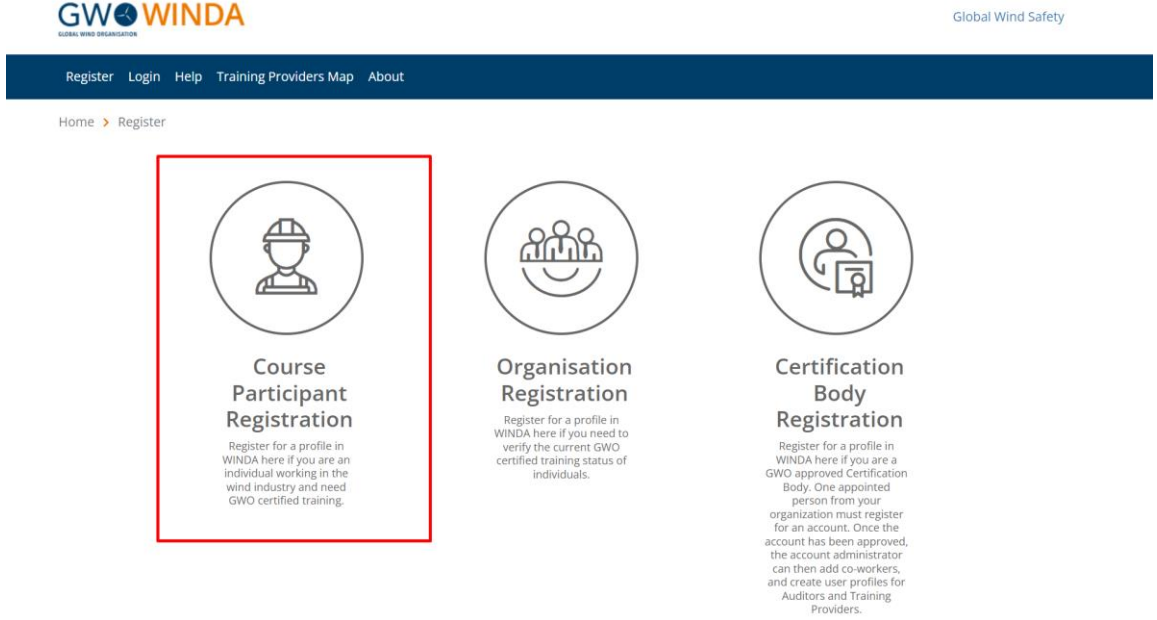 GWO WINDA
GLOBAL WIND ORGANISATION
Global Wind Safety
Register Login Help Training Providers Map About
Home > Register
Course
Participant
Registration
Register for a profile in
WINDA here if you are an
individual working in the
wind industry and need
GWO certified training.
Organisation
Registration
Register for a profile in
WINDA here if you need to
verify the current GWO
certified training status of
individuals.
Certification
Body
Registration
Register for a profile in
WINDA here if you are a
GWO approved Certification
Body. One appointed
person from your
organization must register
for an account. Once the
account has been approved,
the account administrator
can then add co-workers,
and create user profiles for
Auditors and Training
Providers.